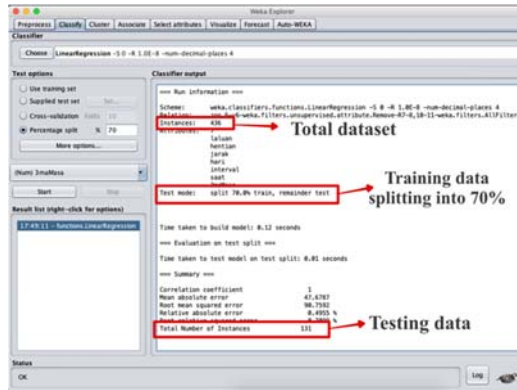 Weka Explorer
Preprocess Classify Cluster Associate Select attributes Visualize Forecast Auto-WEKA
Classifier
Choose LinearRegression -S 0 -R 1.0E-8 -num-decimal-places 4
Test options
Use training set
Supplied test set Set...
Cross-validation Folds 10
Percentage split % 70
More options...
(Num) JmaMasa
Start Stop
Result list (right-click for options)
17:49:11 - functions.LinearRegression
Classifier output
=== Run information ===
Scheme: weka.classifiers.functions.LinearRegression -S 0 -R 1.0E-8 -num-decimal-places 4
Instances: 436
Total dataset
laluan
hentian
jarak
hari
interval
saat
Test mode: split 70.0% train, remainder test
Training data
splitting into 70%
Time taken to build model: 0.12 seconds
=== Evaluation on test split ===
Time taken to test model on test split: 0.01 seconds
=== Summary ===
Correlation coefficient 1
Mean absolute error 47.6787
Root mean squared error 90.7592
Relative absolute error 0.4955 %
Total Number of Instances 131
Testing data
Status
OK
Log